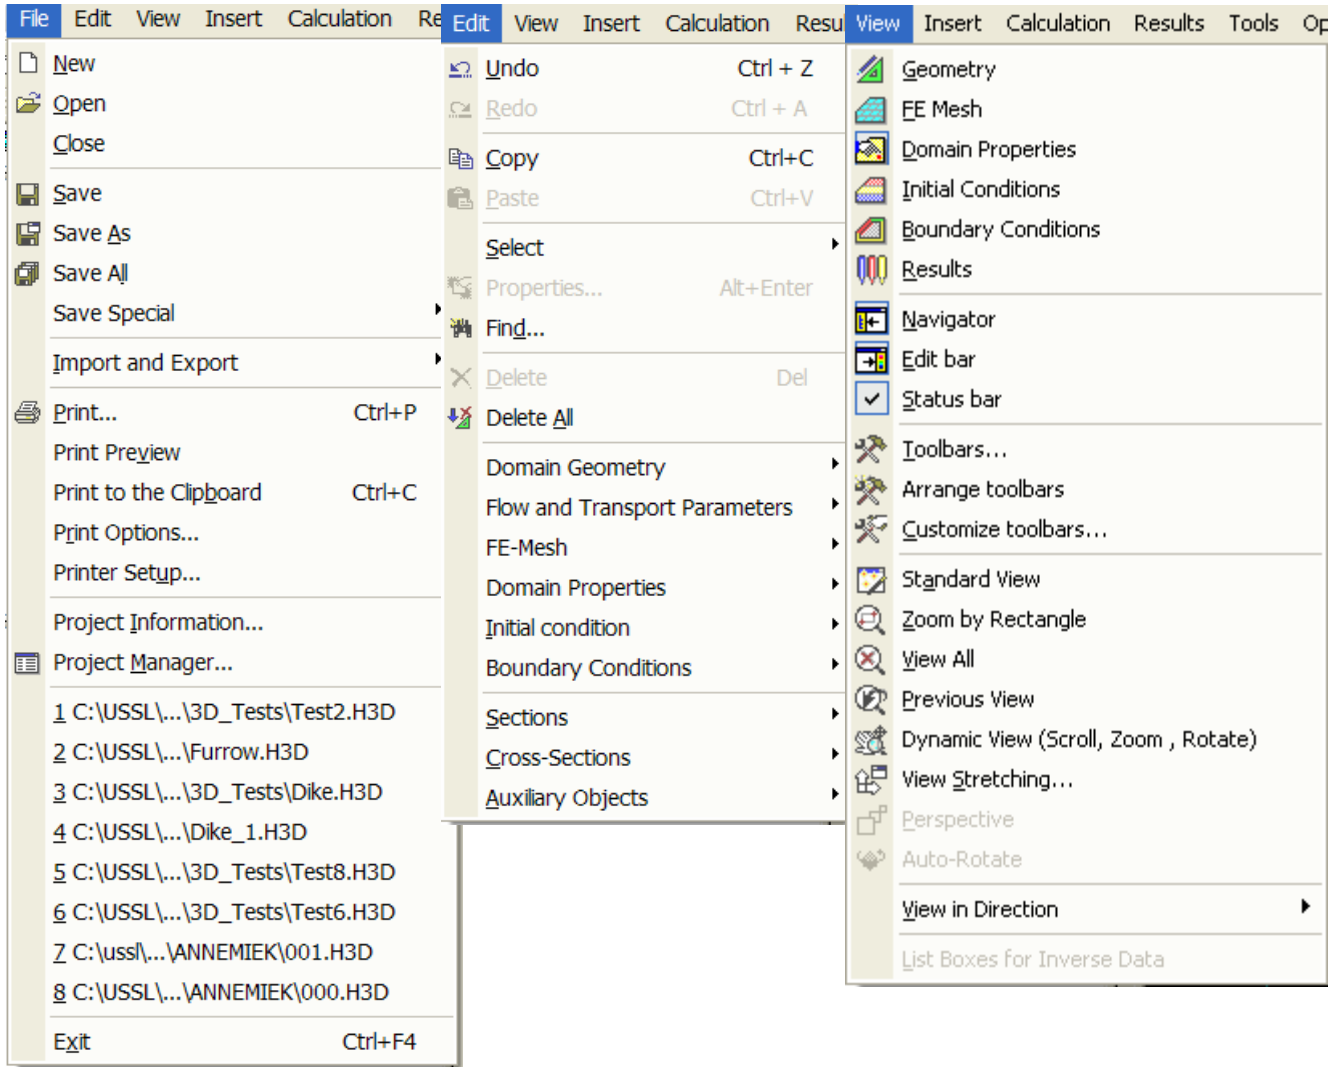 File Edit View Insert Calculation Re
New
Open
Close
Save
Save As
Save All
Save Special
Import and Export
Print... Ctrl+P
Print Preview
Print to the Clipboard Ctrl+C
Print Options...
Printer Setup...
Project Information...
Project Manager...
1 C:\USSL\...\3D_Tests\Test2.H3D
2 C:\USSL\...\Furrow.H3D
3 C:\USSL\...\3D_Tests\Dike.H3D
4 C:\USSL\...\Dike_1.H3D
5 C:\USSL\...\3D_Tests\Test8.H3D
6 C:\USSL\...\3D_Tests\Test6.H3D
7 C:\ussl\...\ANNEMIEK\001.H3D
8 C:\USSL\...\ANNEMIEK\000.H3D
Exit Ctrl+F4
Edit View Insert Calculation Resu
Undo Ctrl + Z
Redo Ctrl + A
Copy Ctrl+C
Paste Ctrl+V
Select
Properties... Alt+Enter
Find...
Delete Del
Delete All
Domain Geometry
Flow and Transport Parameters
FE-Mesh
Domain Properties
Initial condition
Boundary Conditions
Sections
Cross-Sections
Auxiliary Objects
View Insert Calculation Results Tools Op
Geometry
FE Mesh
Domain Properties
Initial Conditions
Boundary Conditions
Results
Navigator
Edit bar
Status bar
Toolbars...
Arrange toolbars
Customize toolbars...
Standard View
Zoom by Rectangle
View All
Previous View
Dynamic View (Scroll, Zoom , Rotate)
View Stretching...
Perspective
Auto-Rotate
View in Direction
List Boxes for Inverse Data